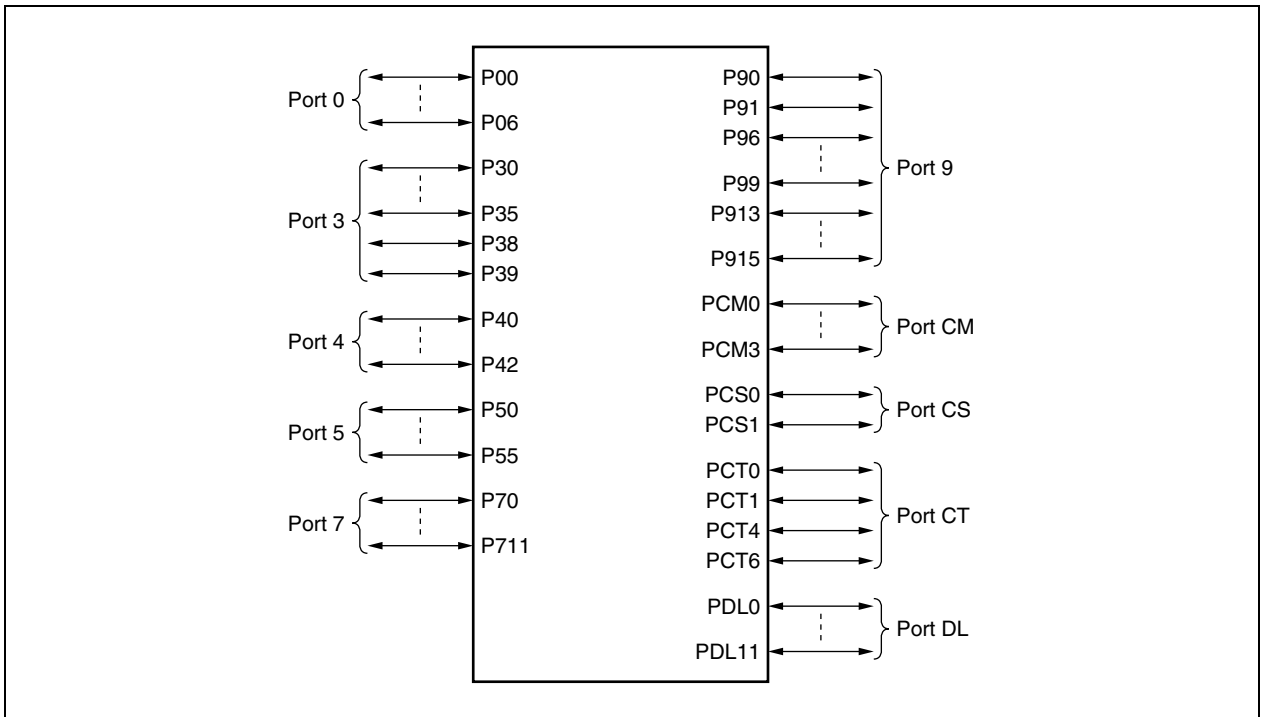 Port 0
P00
P06
Port 3
P30
P35
P38
P39
Port 4
P40
P42
Port 5
P50
P55
Port 7
P70
P711
P90
P91
P96
P99
P913
P915
Port 9
PCM0
PCM3
Port CM
PCS0
PCS1
Port CS
PCT0
PCT1
PCT4
PCT6
Port CT
PDL0
PDL11
Port DL